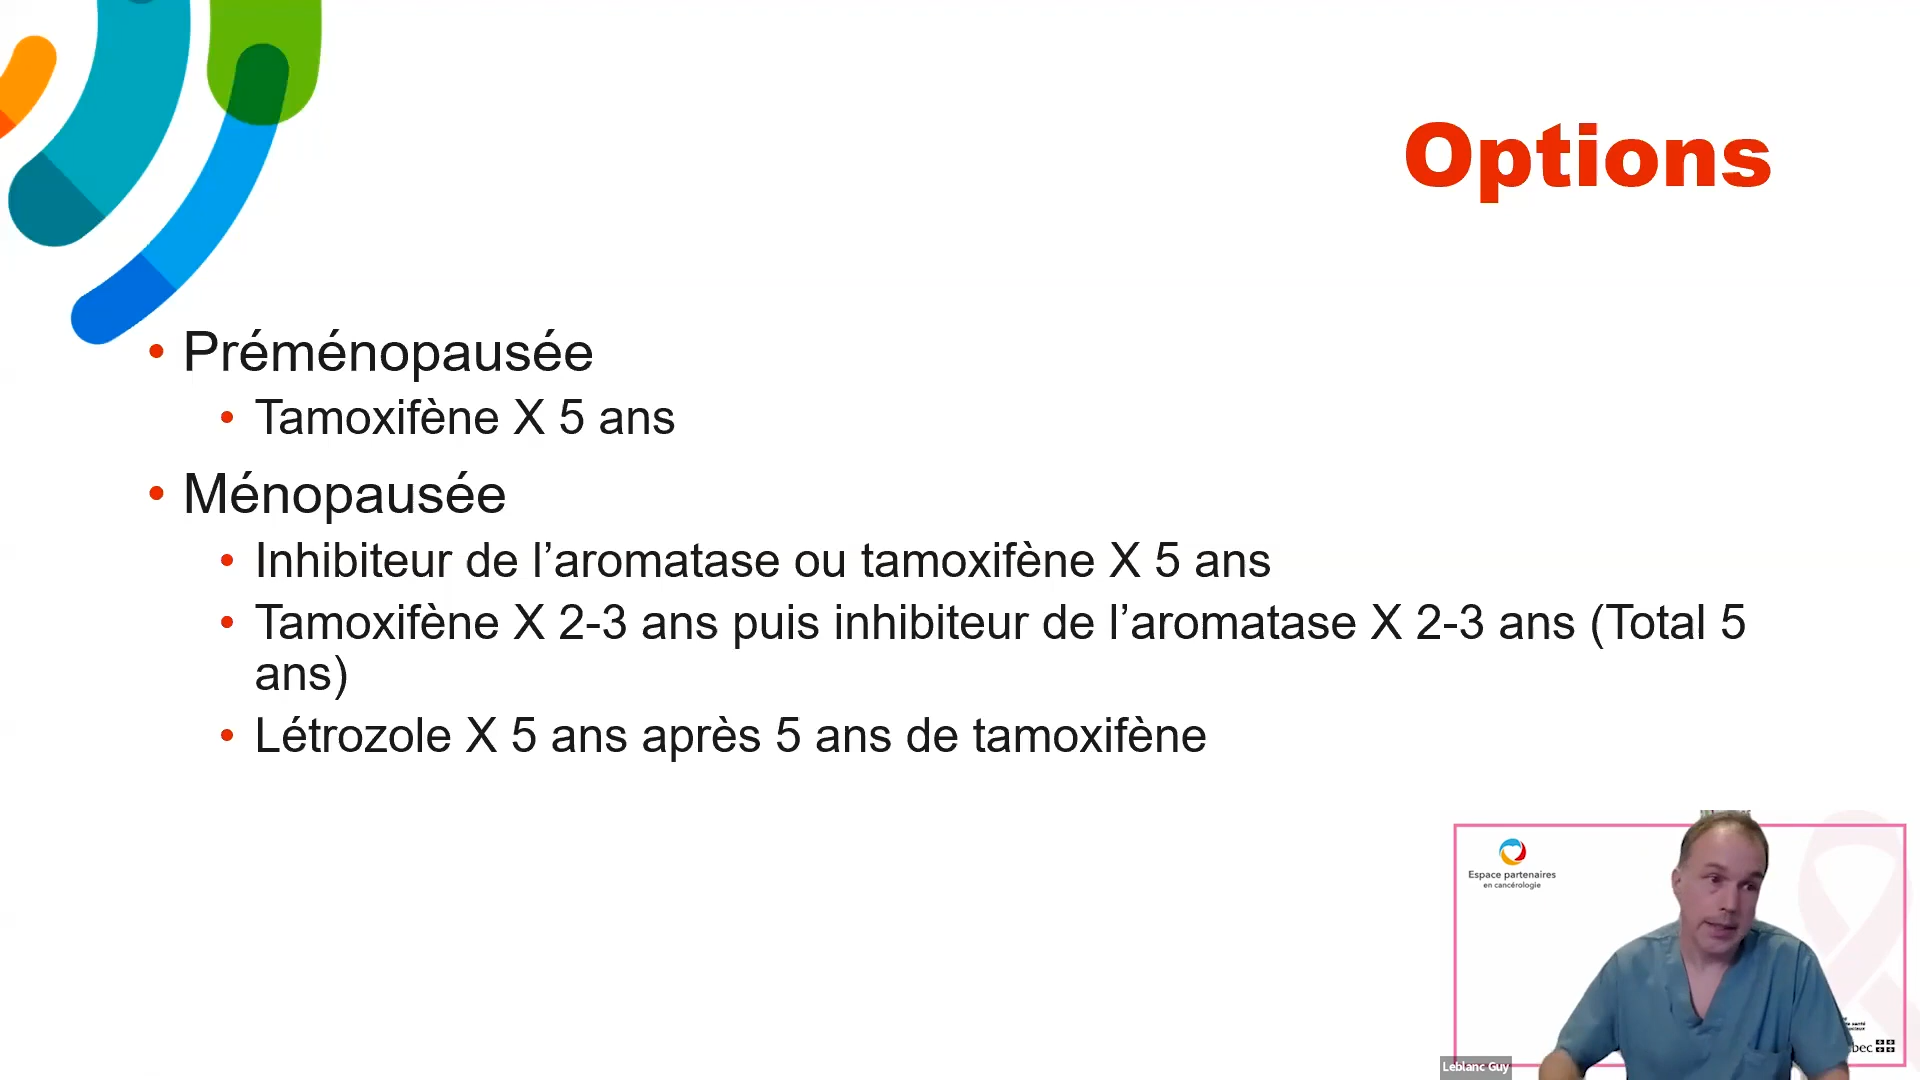 Options
• Préménopausée
• Tamoxifène X 5 ans
• Ménopausée
• Inhibiteur de l’aromatase ou tamoxifène X 5 ans
• Tamoxifène X 2-3 ans puis inhibiteur de l’aromatase X 2-3 ans (Total 5
ans)
• Létrozole X 5 ans après 5 ans de tamoxifène
Espace partenaires
en cancérologie
Leblanc Guy